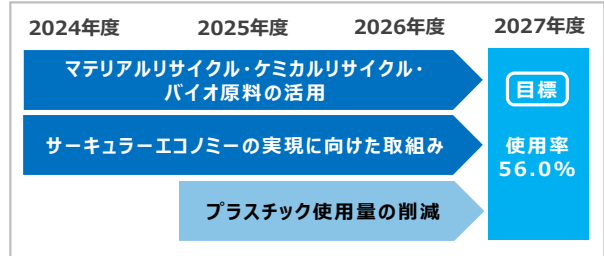 2024年度 2025年度 2026年度 2027年度
マテリアルリサイクル・ケミカルリサイクル・
バイオ原料の活用
サーキュラーエコノミーの実現に向けた取組み
プラスチック使用量の削減
目標
使用率
56.0%